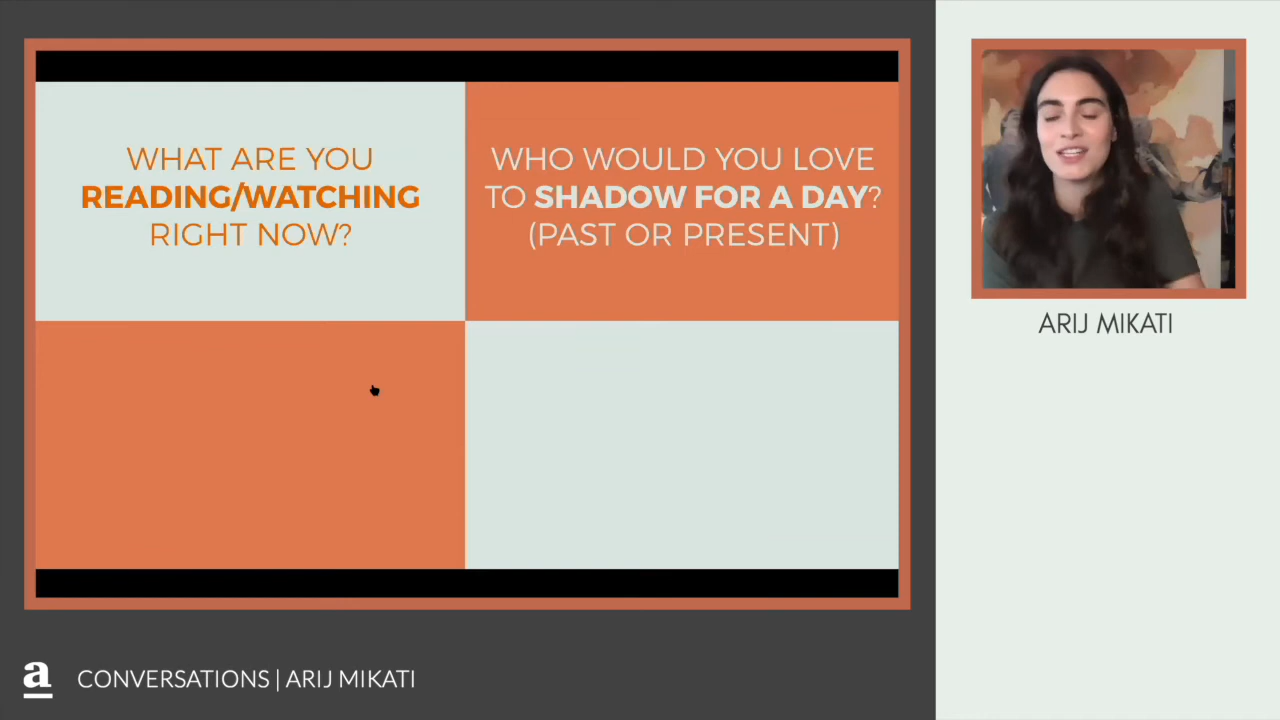 WHAT ARE YOU
READING/WATCHING
RIGHT NOW?
WHO WOULD YOU LOVE
TO SHADOW FOR A DAY?
(PAST OR PRESENT)
ARIJ MIKATI
a CONVERSATIONS | ARIJ MIKATI